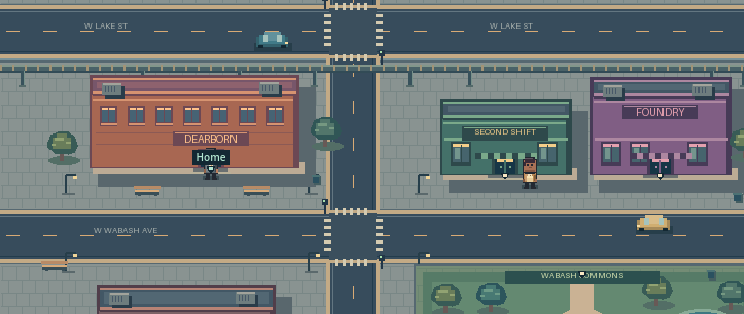 W LAKE ST
W LAKE ST
DEARBORN
Home
SECOND SHIFT
FOUNDRY
W WABASH AVE
WABASH COMMONS